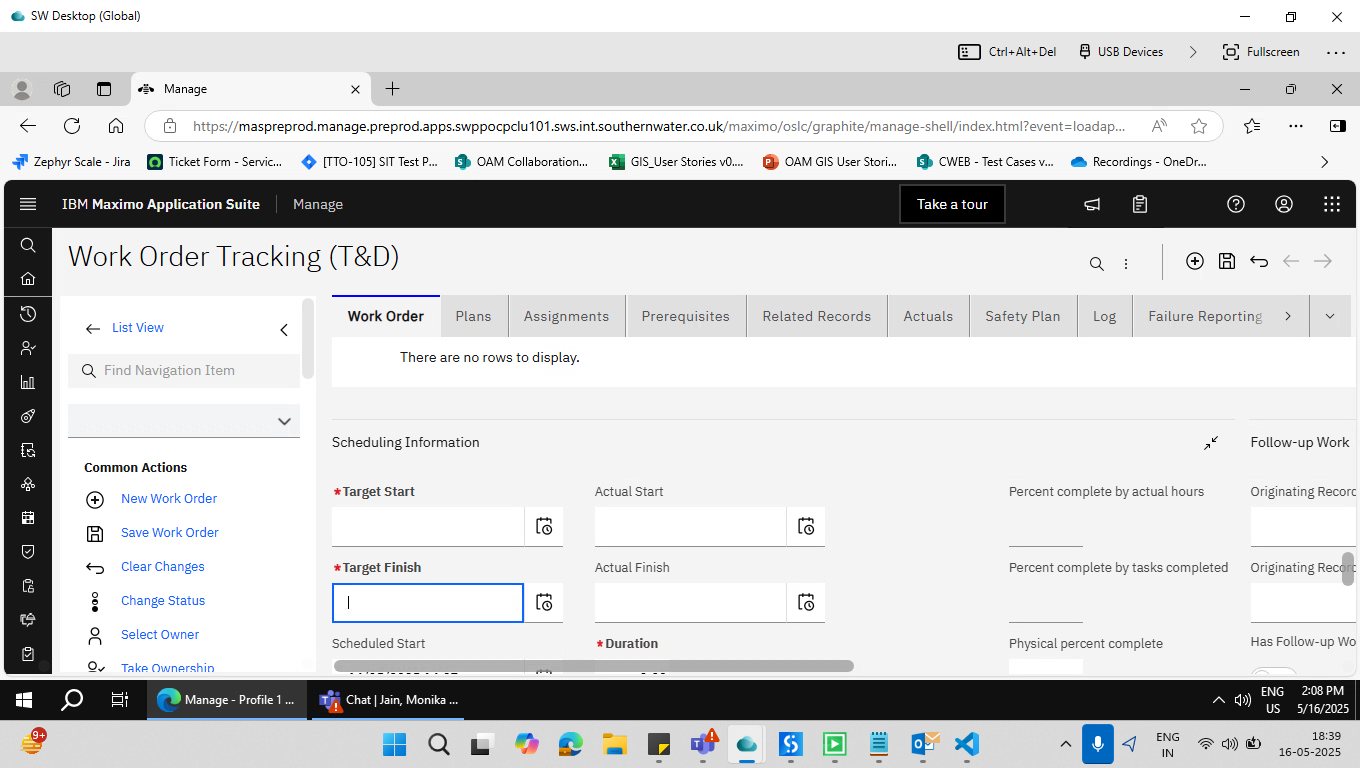 SW Desktop (Global)
Ctrl+Alt+Del USB Devices Fullscreen
Manage
https://maspreprod.manage.preprod.apps.swppocpclu101.sws.int.southernwater.co.uk/maximo/oslc/graphite/manage-shell/index.html?event=loadap...
Zephyr Scale - Jira Ticket Form - Servic... [TTO-105] SIT Test P... OAM Collaboration... GIS_User Stories v0.... OAM GIS User Stori... CWEB - Test Cases v... Recordings - OneDr...
IBM Maximo Application Suite Manage Take a tour
Work Order Tracking (T&D)
List View
Find Navigation Item
Common Actions
New Work Order
Save Work Order
Clear Changes
Change Status
Select Owner
Take Ownership
Work Order Plans Assignments Prerequisites Related Records Actuals Safety Plan Log Failure Reporting
There are no rows to display.
Scheduling Information Follow-up Work
*Target Start Actual Start Percent complete by actual hours Originating Recorc
*Target Finish Actual Finish Percent complete by tasks completed Originating Recorc
Scheduled Start *Duration Physical percent complete Has Follow-up Wo
Manage - Profile 1 ... Chat | Jain, Monika ... ENG US 2:08 PM 5/16/2025
9+ ENG IN 18:39 16-05-2025